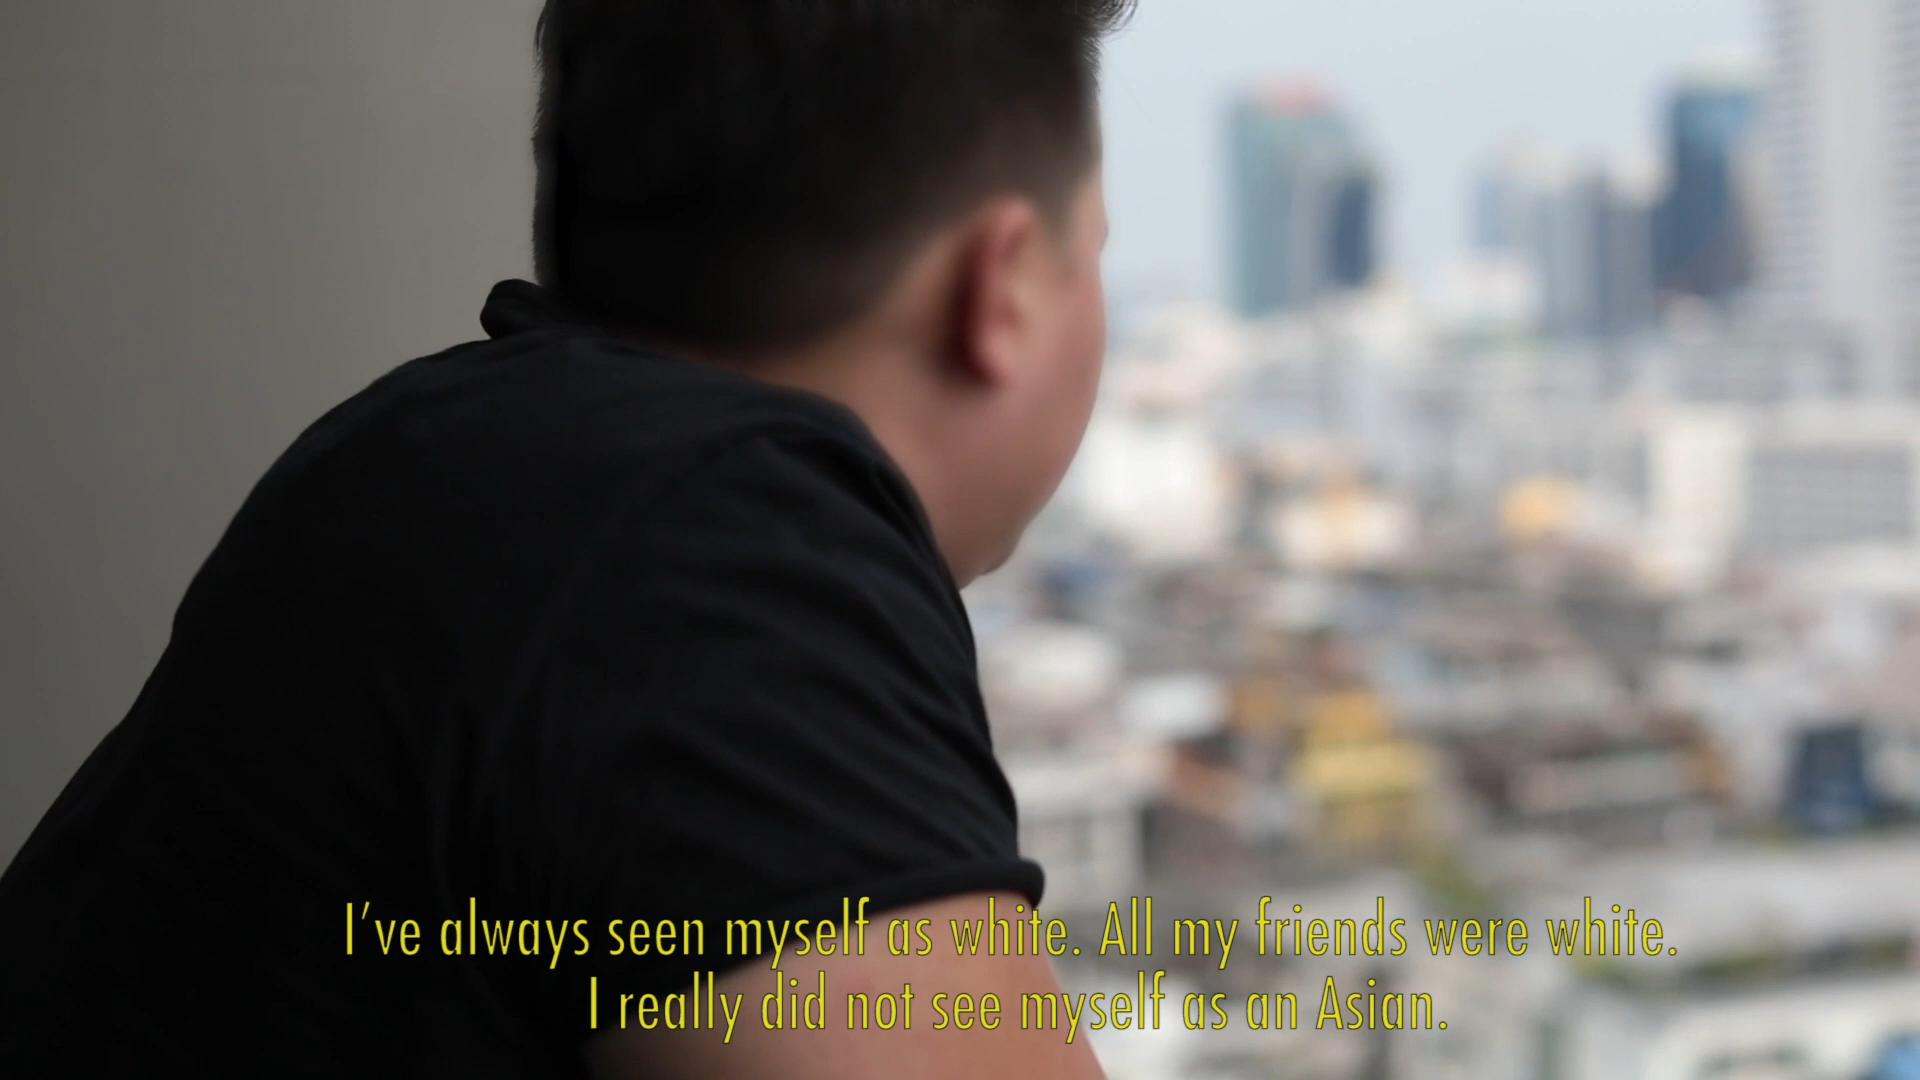 I've always seen myself as white. All my friends were white.
I really did not see myself as an Asian.